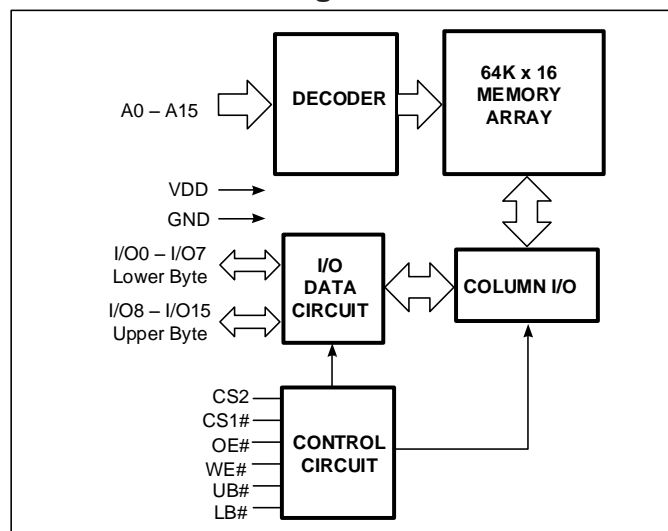 A0 – A15
DECODER
64K x 16
MEMORY
ARRAY
VDD
GND
I/O0 – I/O7
Lower Byte
I/O8 – I/O15
Upper Byte
I/O
DATA
CIRCUIT
COLUMN I/O
CS2
CS1#
OE#
WE#
UB#
LB#
CONTROL
CIRCUIT